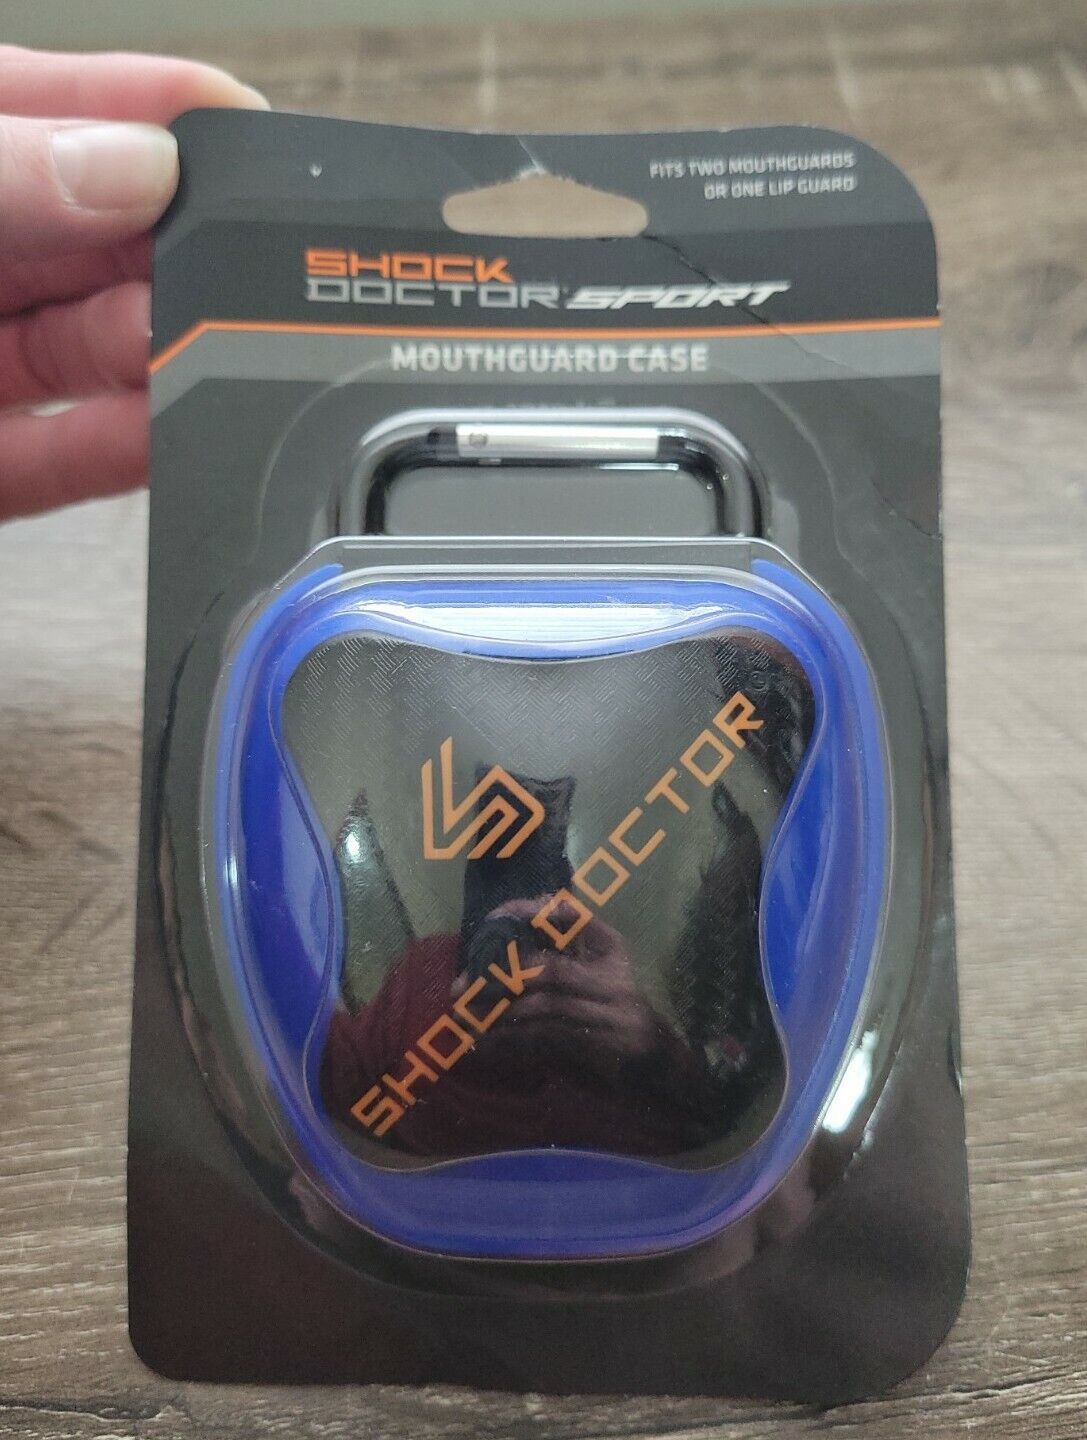 FITS TWO MOUTHGUARDS
OR ONE LIP GUARD
SHOCK
DOCTOR SPORT
MOUTHGUARD CASE
SHOCK DOCTOR